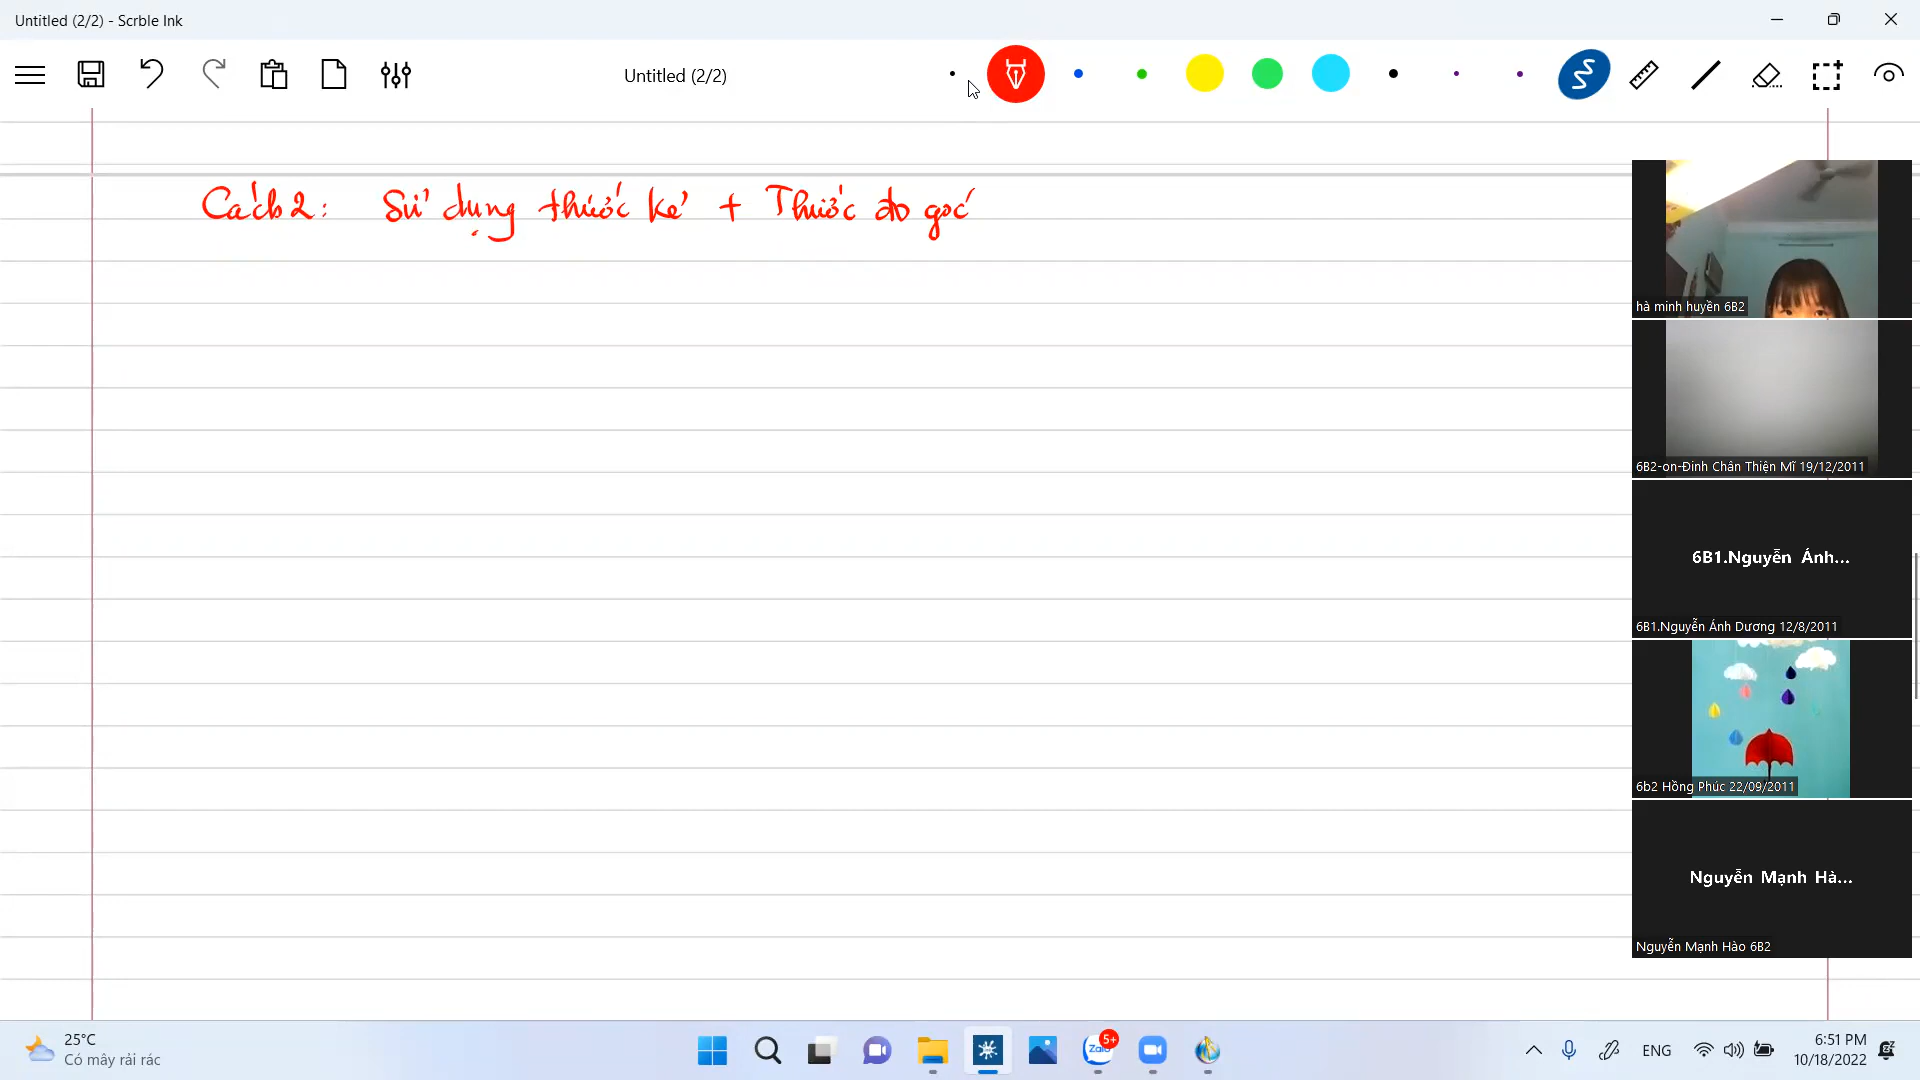 Untitled (2/2) - Scrble Ink
Untitled (2/2)
Cách 2: Sử dụng thước kẻ + Thước đo góc
hà minh huyền 6B2
6B2-on-Đinh Chân Thiện Mĩ 19/12/2011
6B1.Nguyễn Ánh...
6B1.Nguyễn Ánh Dương 12/8/2011
6b2 Hồng Phúc 22/09/2011
Nguyễn Mạnh Hà...
Nguyễn Mạnh Hào 6B2
25°C
Có mây rải rác
Zalo
5+
ENG
6:51 PM
10/18/2022